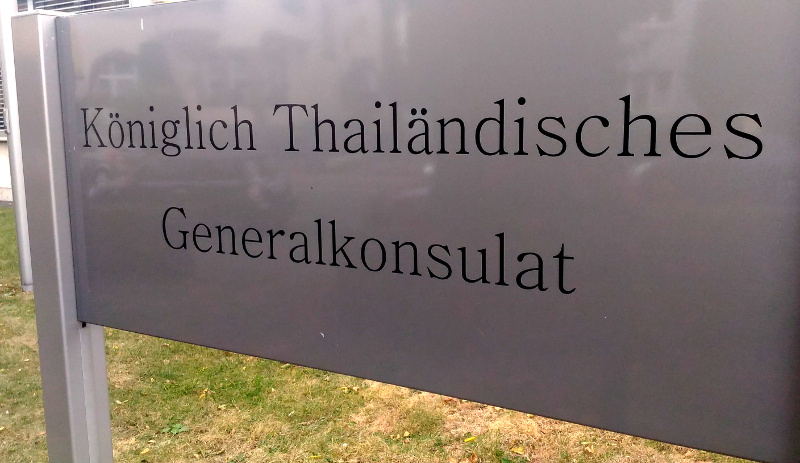 Königlich Thailändisches
Generalkonsulat